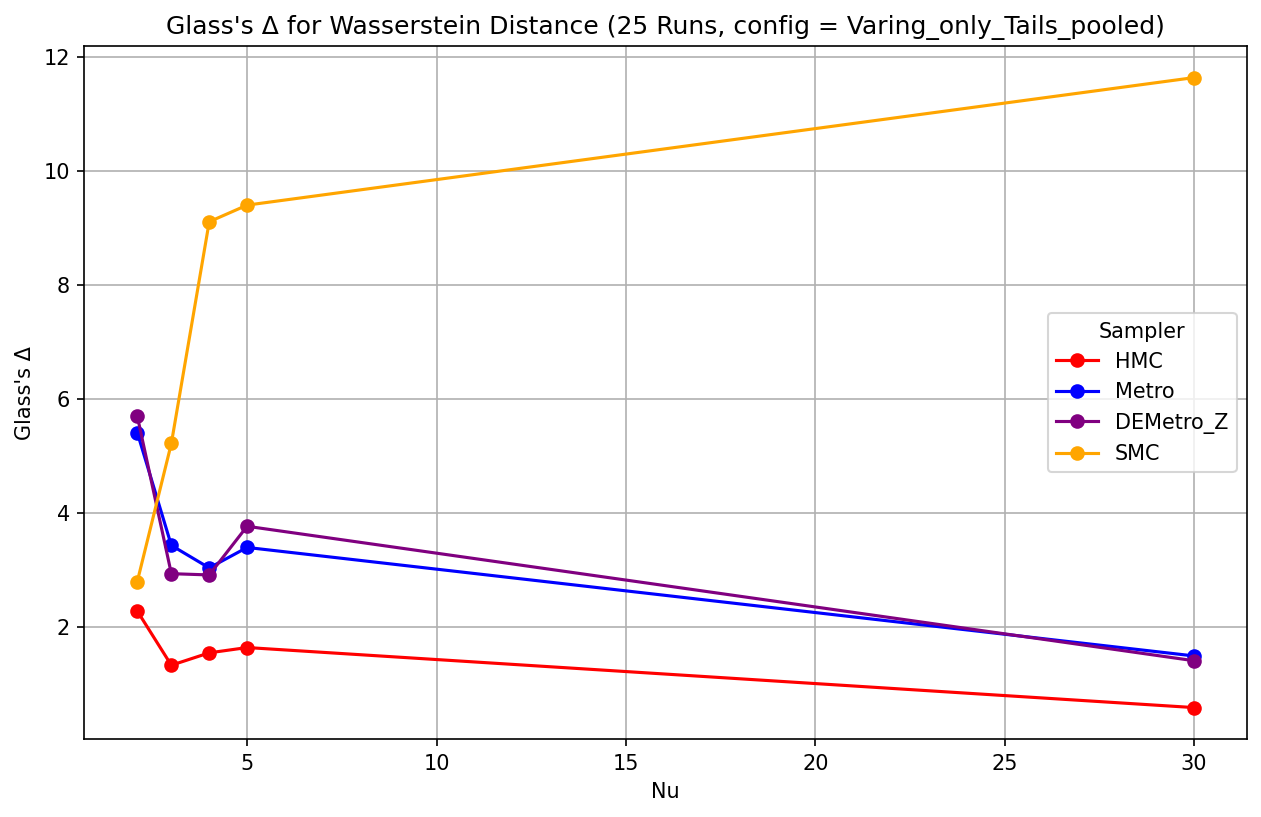 Glass's Δ for Wasserstein Distance (25 Runs, config = Varing_only_Tails_pooled)
Glass's Δ
12
10
8
6
4
2
Sampler
HMC
Metro
DEMetro_Z
SMC
5
10
15
20
25
30
Nu